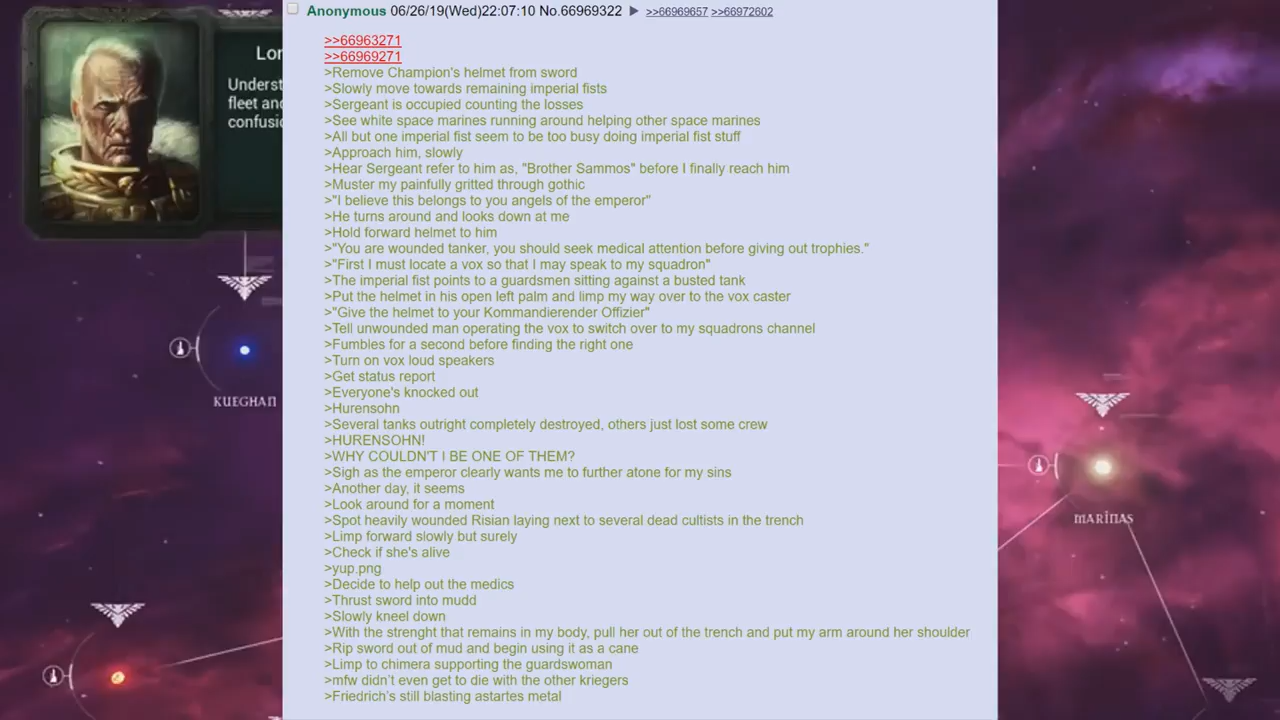 Anonymous 06/26/19(Wed)22:07:10 No.66969322 ▶ >>66969657 >>66972602
Lor
Underst
fleet and
confusio
>>66963271
>>66969271
>Remove Champion's helmet from sword
>Slowly move towards remaining imperial fists
>Sergeant is occupied counting the losses
>See white space marines running around helping other space marines
>All but one imperial fist seem to be too busy doing imperial fist stuff
>Approach him, slowly
>Hear Sergeant refer to him as, "Brother Sammos" before I finally reach him
>Muster my painfully gritted through gothic
>"I believe this belongs to you angels of the emperor"
>He turns around and looks down at me
>Hold forward helmet to him
>"You are wounded tanker, you should seek medical attention before giving out trophies."
>"First I must locate a vox so that I may speak to my squadron"
>The imperial fist points to a guardsmen sitting against a busted tank
>Put the helmet in his open left palm and limp my way over to the vox caster
>"Give the helmet to your Kommandierender Offizier"
>Tell unwounded man operating the vox to switch over to my squadrons channel
>Fumbles for a second before finding the right one
>Turn on vox loud speakers
>Get status report
>Everyone's knocked out
>Hurensohn
>Several tanks outright completely destroyed, others just lost some crew
>HURENSOHN!
>WHY COULDN'T I BE ONE OF THEM?
>Sigh as the emperor clearly wants me to further atone for my sins
>Another day, it seems
>Look around for a moment
>Spot heavily wounded Risian laying next to several dead cultists in the trench
>Limp forward slowly but surely
>Check if she's alive
>yup.png
>Decide to help out the medics
>Thrust sword into mudd
>Slowly kneel down
>With the strenght that remains in my body, pull her out of the trench and put my arm around her shoulder
>Rip sword out of mud and begin using it as a cane
>Limp to chimera supporting the guardswoman
>mfw didn't even get to die with the other kriegers
>Friedrich's still blasting astartes metal
KUEGHAN
MARINAS